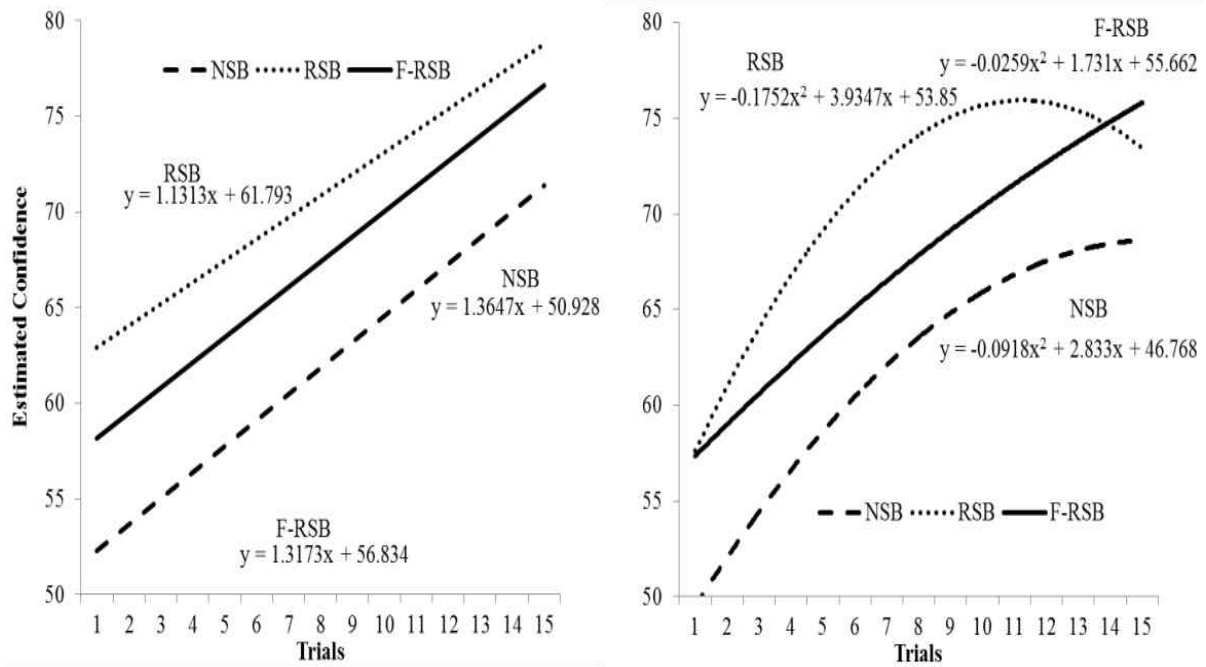 80
75
70
65
60
55
50
Estimated Confidence
NSB RSB F-RSB
RSB
y = 1.1313x + 61.793
NSB
y = 1.3647x + 50.928
F-RSB
y = 1.3173x + 56.834
1 2 3 4 5 6 7 8 9 10 11 12 13 14 15
Trials
80
75
70
65
60
55
50
F-RSB
y = -0.0259x² + 1.731x + 55.662
RSB
y = -0.1752x² + 3.9347x + 53.85
NSB
y = -0.0918x² + 2.833x + 46.768
NSB RSB F-RSB
1 2 3 4 5 6 7 8 9 10 11 12 13 14 15
Trials